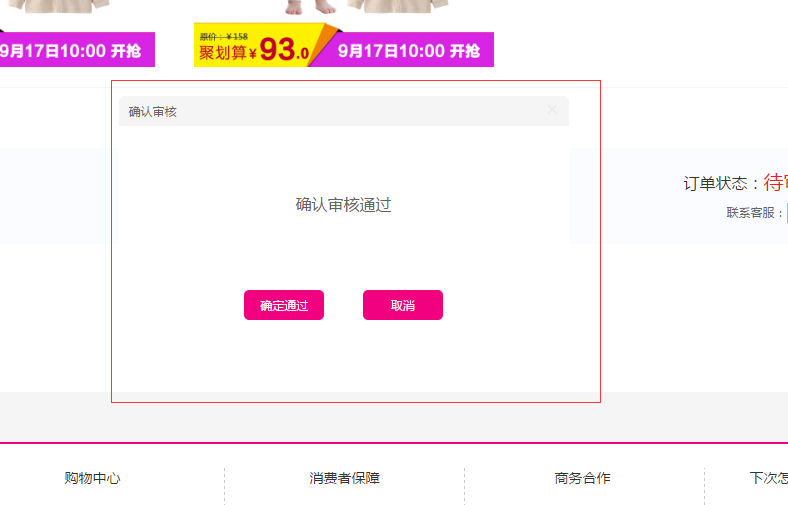 9月17日10:00 开抢
原价：￥158
聚划算￥93.0
9月17日10:00 开抢
确认审核
确认审核通过
确定通过
取消
订单状态：待
联系客服：
购物中心
消费者保障
商务合作
下次怎